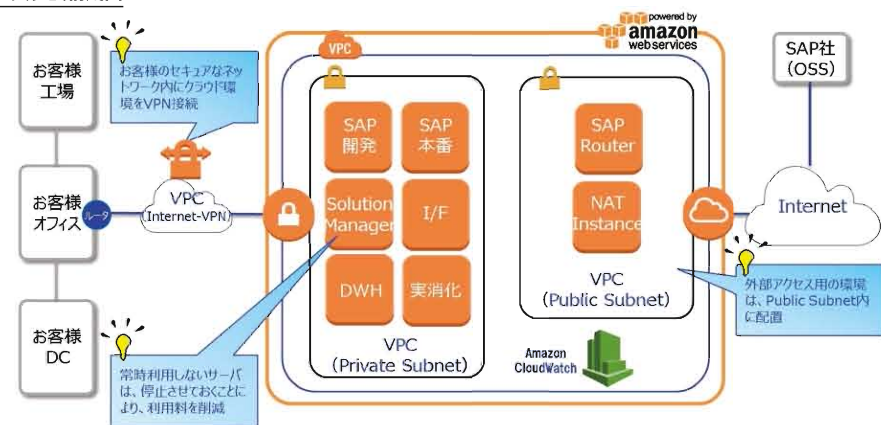 お客様
工場
お客様
オフィス
ルータ
お客様
DC
お客様のセキュアなネッ
トワーク内にクラウド環
境をVPN接続
VPC
(Internet-VPN)
常時利用しないサーバ
は、停止させておくことに
より、利用料を削減
VPC
powered by
amazon
web services
SAP
開発
SAP
本番
Solution
Manager
I/F
DWH
実消化
VPC
(Private Subnet)
SAP
Router
NAT
Instance
VPC
(Public Subnet)
Amazon
CloudWatch
SAP社
(OSS)
Internet
外部アクセス用の環境
は、Public Subnet内
に配置